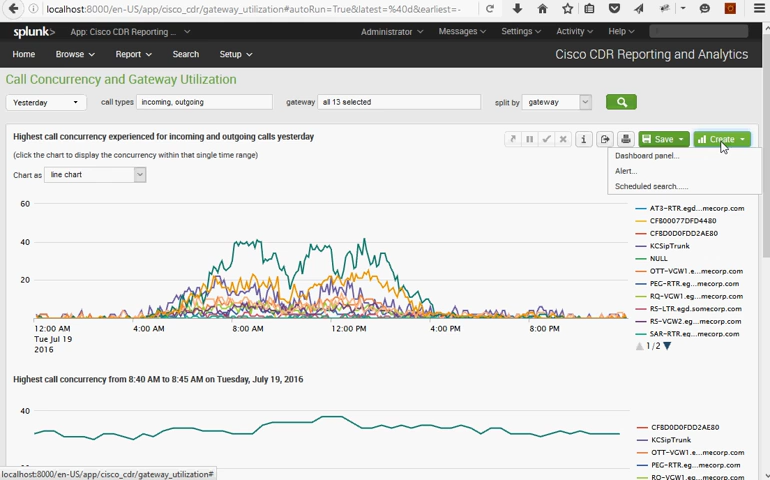 localhost:8000/en-US/app/cisco_cdr/gateway_utilization#autoRun=True&latest=%40d&earliest=-
splunk> App: Cisco CDR Reporting ... Administrator Messages Settings Activity Help
Home Browse Report Search Setup Cisco CDR Reporting and Analytics
Call Concurrency and Gateway Utilization
Yesterday call types incoming, outgoing gateway all 13 selected split by gateway
Highest call concurrency experienced for incoming and outgoing calls yesterday
Save Create
(click the chart to display the concurrency within that single time range)
Dashboard panel...
Alert...
Scheduled search......
Chart as line chart
60
40
20
12:00 AM 4:00 AM 8:00 AM 12:00 PM 4:00 PM 8:00 PM
Tue Jul 19
2016
AT3-RTR.egd...mecorp.com
CFB00077DFD4480
CFBD0D0FDD2AE80
KCSipTrunk
NULL
OTT-VGW1.e...mecorp.com
PEG-RTR.eg...mecorp.com
RQ-VGW1.eg...mecorp.com
RS-LTR.egd.somecorp.com
RS-VGW2.eg...mecorp.com
SAR-RTR.eg...mecorp.com
1/2
Highest call concurrency from 8:40 AM to 8:45 AM on Tuesday, July 19, 2016
40
CFBD0D0FDD2AE80
KCSipTrunk
OTT-VGW1.e...mecorp.com
PEG-RTR.eg...mecorp.com
RQ-VGW1.eg...mecorp.com
localhost:8000/en-US/app/cisco_cdr/gateway_utilization#